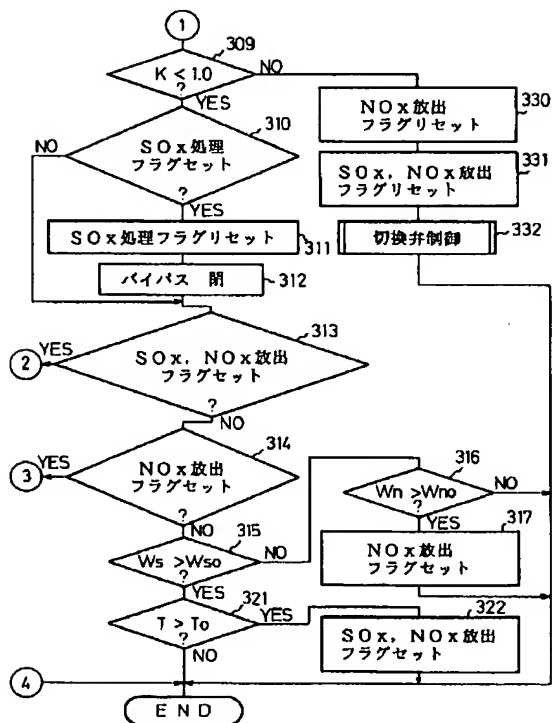 1
309
K < 1.0
?
NO
YES
310
SOx処理
フラグセット
?
NO
YES
SOx処理フラグリセット
311
バイパス 閉
312
313
SOx, NOx放出
フラグセット
?
YES
2
NO
314
NOx放出
フラグセット
?
YES
3
NO
315
Ws >Wso
?
NO
YES
321
T > To
?
YES
NO
4
END
NOx放出
フラグリセット
330
SOx, NOx放出
フラグリセット
331
切換弁制御
332
316
Wn >Wno
?
NO
YES
317
NOx放出
フラグセット
322
SOx, NOx放出
フラグセット